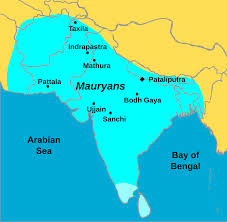 Taxila
Indrapastra
Mathura
Pataliputra
Pattala
Mauryans
Bodh Gaya
Ujjain
Sanchi
Arabian
Sea
Bay of
Bengal